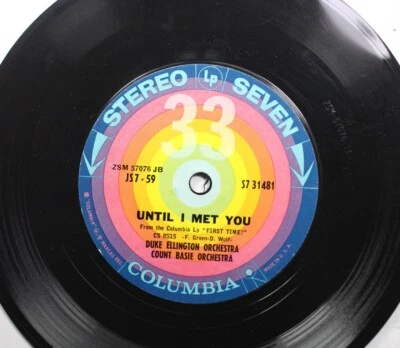 STEREO Lp SEVEN
33
ZSM 57076 JB
JS7-59
S7 31481
UNTIL I MET YOU
From the Columbia Lp "FIRST TIME!"
CS 8515 -F. Green-D. Wolf-
DUKE ELLINGTON ORCHESTRA
COUNT BASIE ORCHESTRA
COLUMBIA
MADE IN U.S.A.